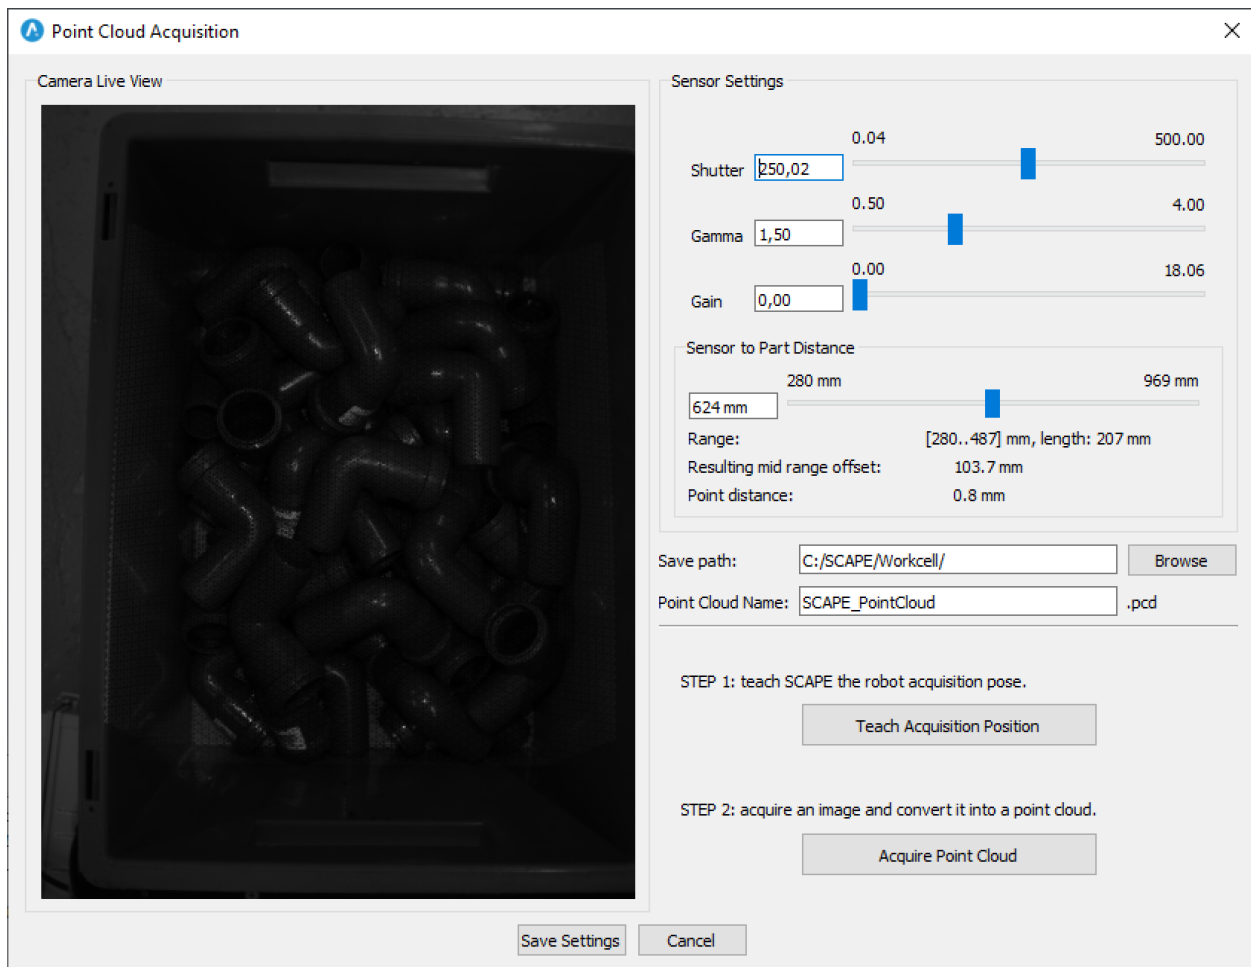 Point Cloud Acquisition
Camera Live View
Sensor Settings
0.04 500.00
Shutter 250,02
0.50 4.00
Gamma 1,50
0.00 18.06
Gain 0,00
Sensor to Part Distance
280 mm 969 mm
624 mm
Range: [280..487] mm, length: 207 mm
Resulting mid range offset: 103.7 mm
Point distance: 0.8 mm
Save path: C:/SCAPE/Workcell/ Browse
Point Cloud Name: SCAPE_PointCloud .pcd
STEP 1: teach SCAPE the robot acquisition pose.
Teach Acquisition Position
STEP 2: acquire an image and convert it into a point cloud.
Acquire Point Cloud
Save Settings Cancel